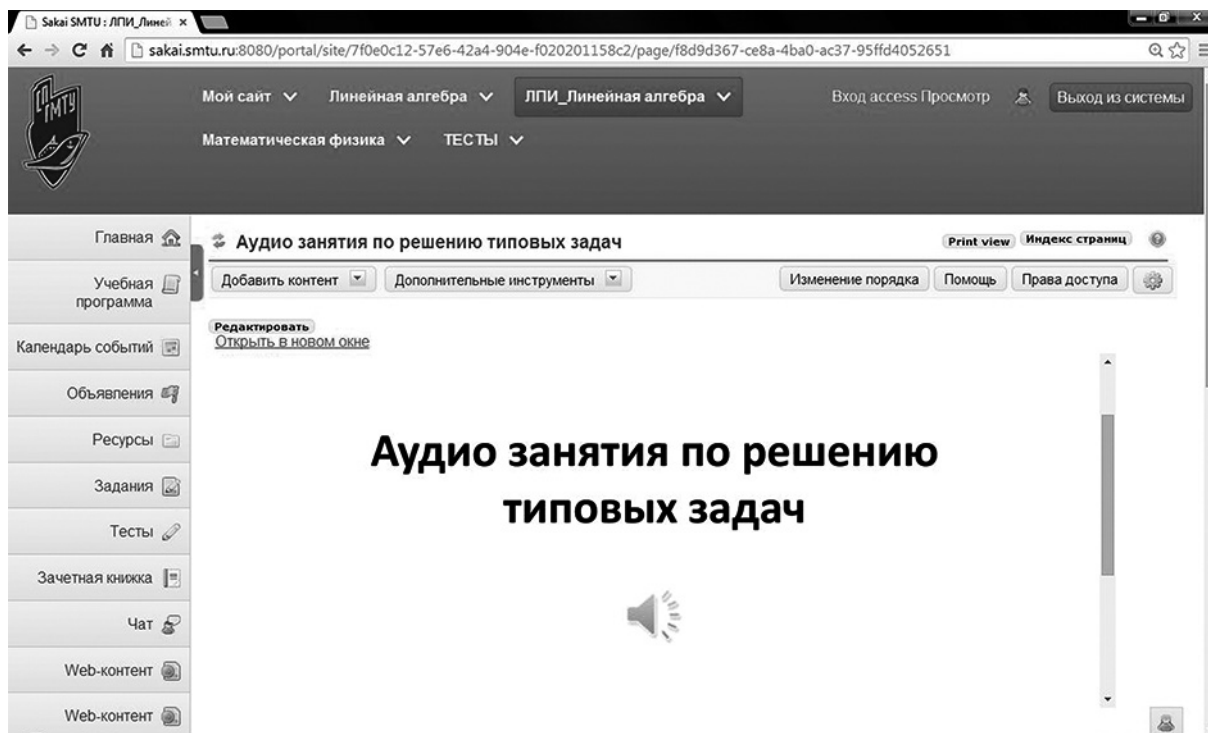 Sakai SMTU : ЛПИ_Линей
sakai.smtu.ru:8080/portal/site/7f0e0c12-57e6-42a4-904e-f020201158c2/page/f8d9d367-ce8a-4ba0-ac37-95ffd4052651
СПб
ГМТУ
Мой сайт Линейная алгебра ЛПИ_Линейная алгебра Вход access Просмотр Выход из системы
Математическая физика ТЕСТЫ
Главная
Учебная
программа
Календарь событий
Объявления
Ресурсы
Задания
Тесты
Зачетная книжка
Чат
Web-контент
Web-контент
Аудио занятия по решению типовых задач Print view Индекс страниц
Добавить контент Дополнительные инструменты Изменение порядка Помощь Права доступа
Редактировать
Открыть в новом окне
Аудио занятия по решению
типовых задач